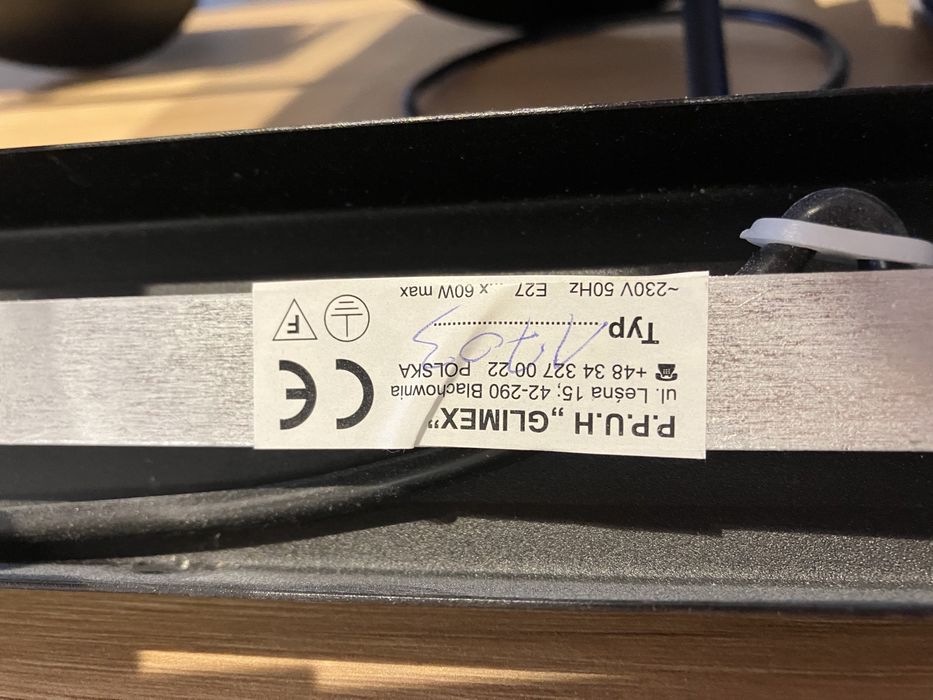 P.P.U.H „GLIMEX”
ul. Leśna 15; 42-290 Blachownia
☎ +48 34 327 00 22 POLSKA
Typ..............................
~230V 50Hz E27 ...x 60W max
CE
F